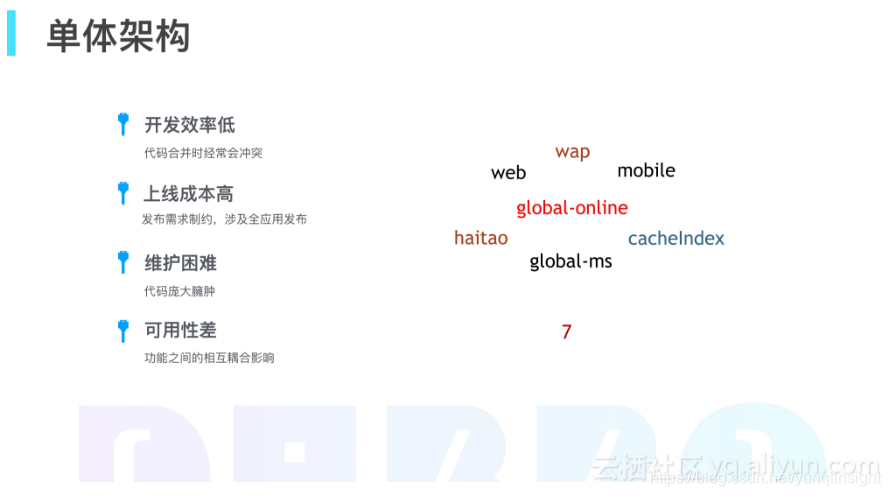 单体架构
开发效率低
代码合并时经常会冲突
上线成本高
发布需求制约，涉及全应用发布
维护困难
代码庞大臃肿
可用性差
功能之间的相互耦合影响
wap
web
mobile
global-online
haitao
cacheIndex
global-ms
7
DUBBO
云栖社区 yq.aliyun.com
https://blog.csdn.net/yunqiinsight